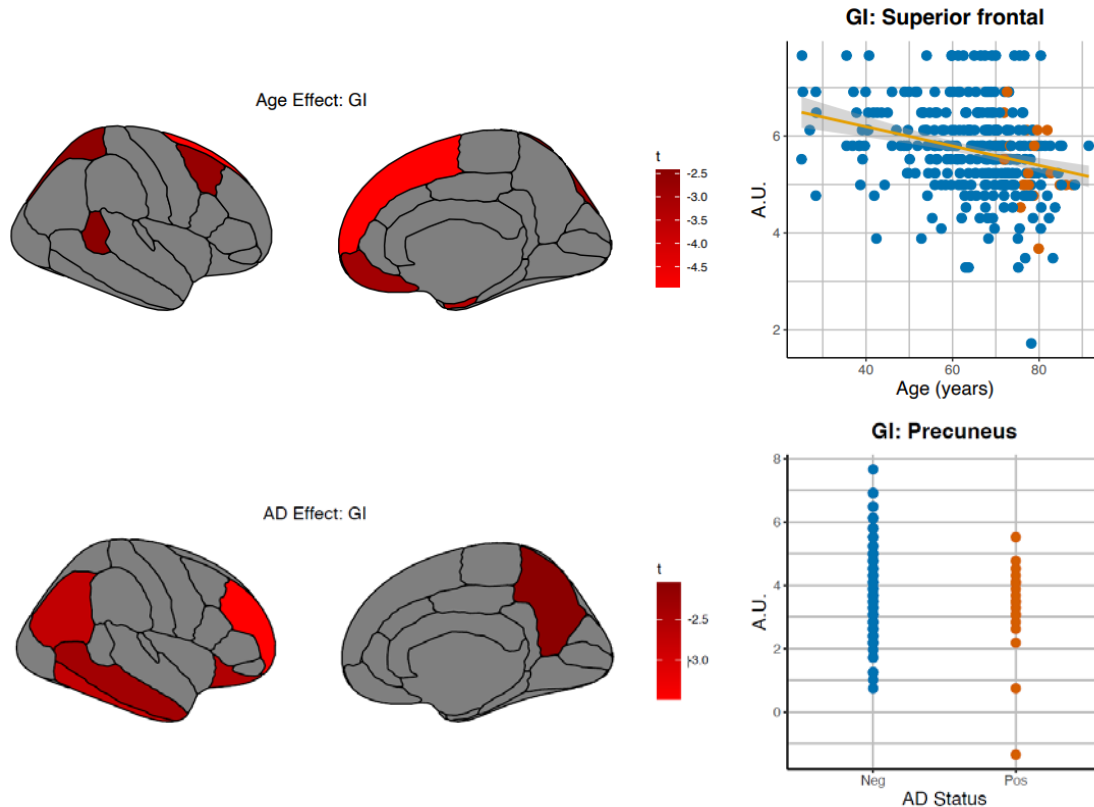 GI: Superior frontal
Age Effect: GI
t
-2.5
-3.0
-3.5
-4.0
-4.5
A.U.
6
4
2
40
60
80
Age (years)
GI: Precuneus
AD Effect: GI
t
-2.5
-3.0
A.U.
8
6
4
2
0
Neg
Pos
AD Status